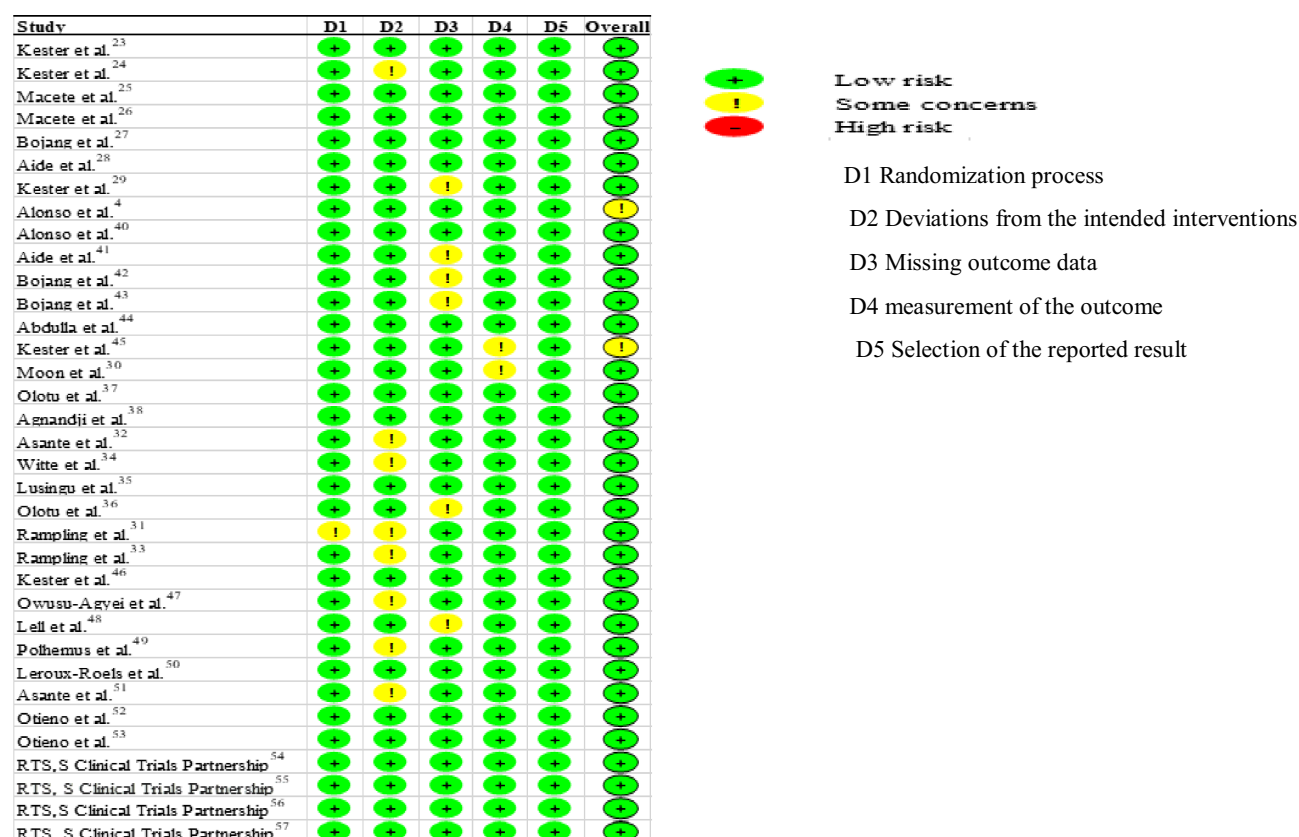 Study D1 D2 D3 D4 D5 Overall
Kester et al.23 + + + + + +
Kester et al.24 + ! + + + +
Macete et al.25 + + + + + +
Macete et al.26 + + + + + +
Bojang et al.27 + + + + + +
Aide et al.28 + + + + + +
Kester et al.29 + + ! + + +
Alonso et al.4 + + + + + !
Alonso et al.40 + + + + + +
Aide et al.41 + + ! + + +
Bojang et al.42 + + ! + + +
Bojang et al.43 + + ! + + +
Abdulla et al.44 + + + + + +
Kester et al.45 + + + ! + !
Moon et al.30 + + + ! + +
Olotu et al.37 + + + + + +
Agnandji et al.38 + + + + + +
Asante et al.32 + ! + + + +
Witte et al.34 + ! + + + +
Lusingu et al.35 + + + + + +
Olotu et al.36 + + ! + + +
Rampling et al.31 ! ! + + + +
Rampling et al.33 + ! + + + +
Kester et al.46 + + + + + +
Owusu-Agyei et al.47 + ! + + + +
Lell et al.48 + + ! + + +
Polhemus et al.49 + ! + + + +
Leroux-Roels et al.50 + + + + + +
Asante et al.51 + ! + + + +
Otieno et al.52 + + + + + +
Otieno et al.53 + + + + + +
RTS,S Clinical Trials Partnership54 + + + + + +
RTS, S Clinical Trials Partnership55 + + + + + +
RTS,S Clinical Trials Partnership56 + + + + + +
RTS, S Clinical Trials Partnership57 + + + + + +
+ Low risk
! Some concerns
- High risk
D1 Randomization process
D2 Deviations from the intended interventions
D3 Missing outcome data
D4 measurement of the outcome
D5 Selection of the reported result